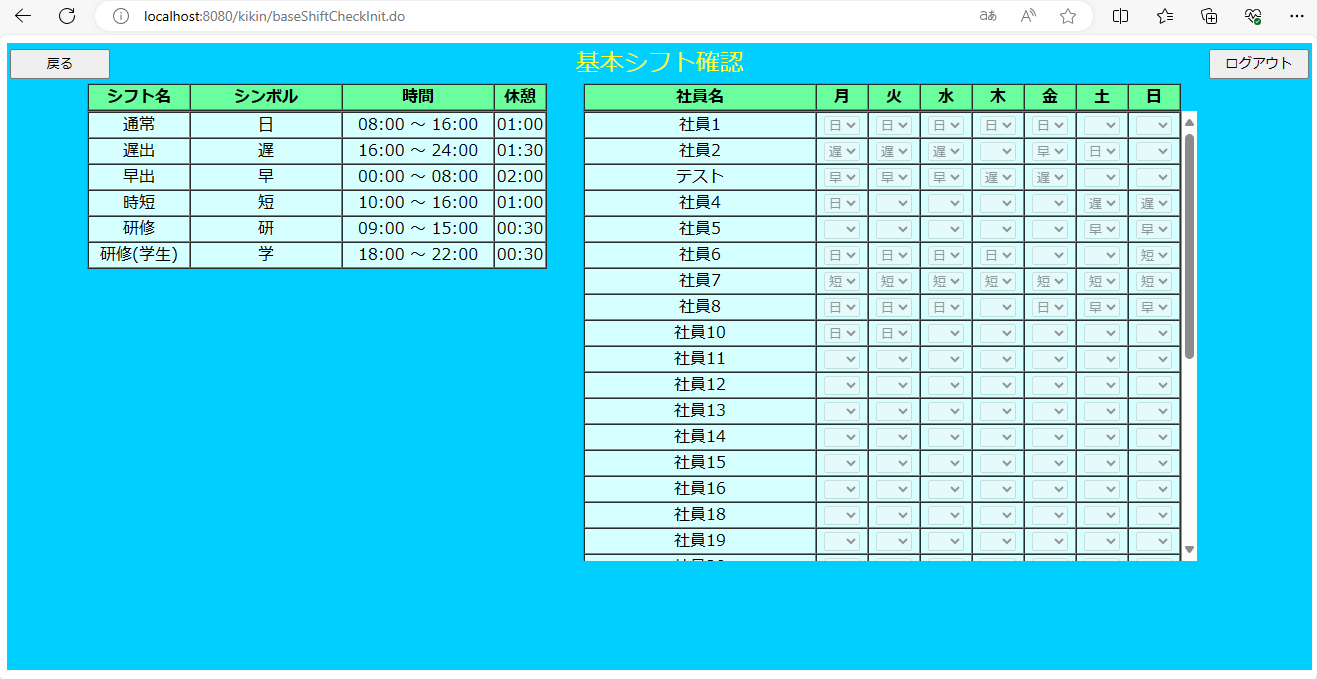 localhost:8080/kikin/baseShiftCheckInit.do
戻る 基本シフト確認 ログアウト
シフト名 シンボル 時間 休憩
通常 日 08:00 ～ 16:00 01:00
遅出 遅 16:00 ～ 24:00 01:30
早出 早 00:00 ～ 08:00 02:00
時短 短 10:00 ～ 16:00 01:00
研修 研 09:00 ～ 15:00 00:30
研修(学生) 学 18:00 ～ 22:00 00:30
社員名 月 火 水 木 金 土 日
社員1 日 日 日 日 日
社員2 遅 遅 遅 早 日
テスト 早 早 早 遅 遅
社員4 日 遅 遅
社員5 早 早
社員6 日 日 日 日 短
社員7 短 短 短 短 短 短 短
社員8 日 日 日 日 早 早
社員10 日 日
社員11
社員12
社員13
社員14
社員15
社員16
社員18
社員19